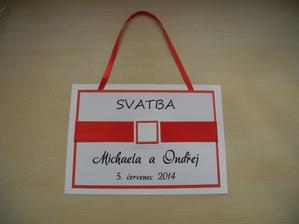 SVATBA
Michaela a Ondřej
5. červenec 2014